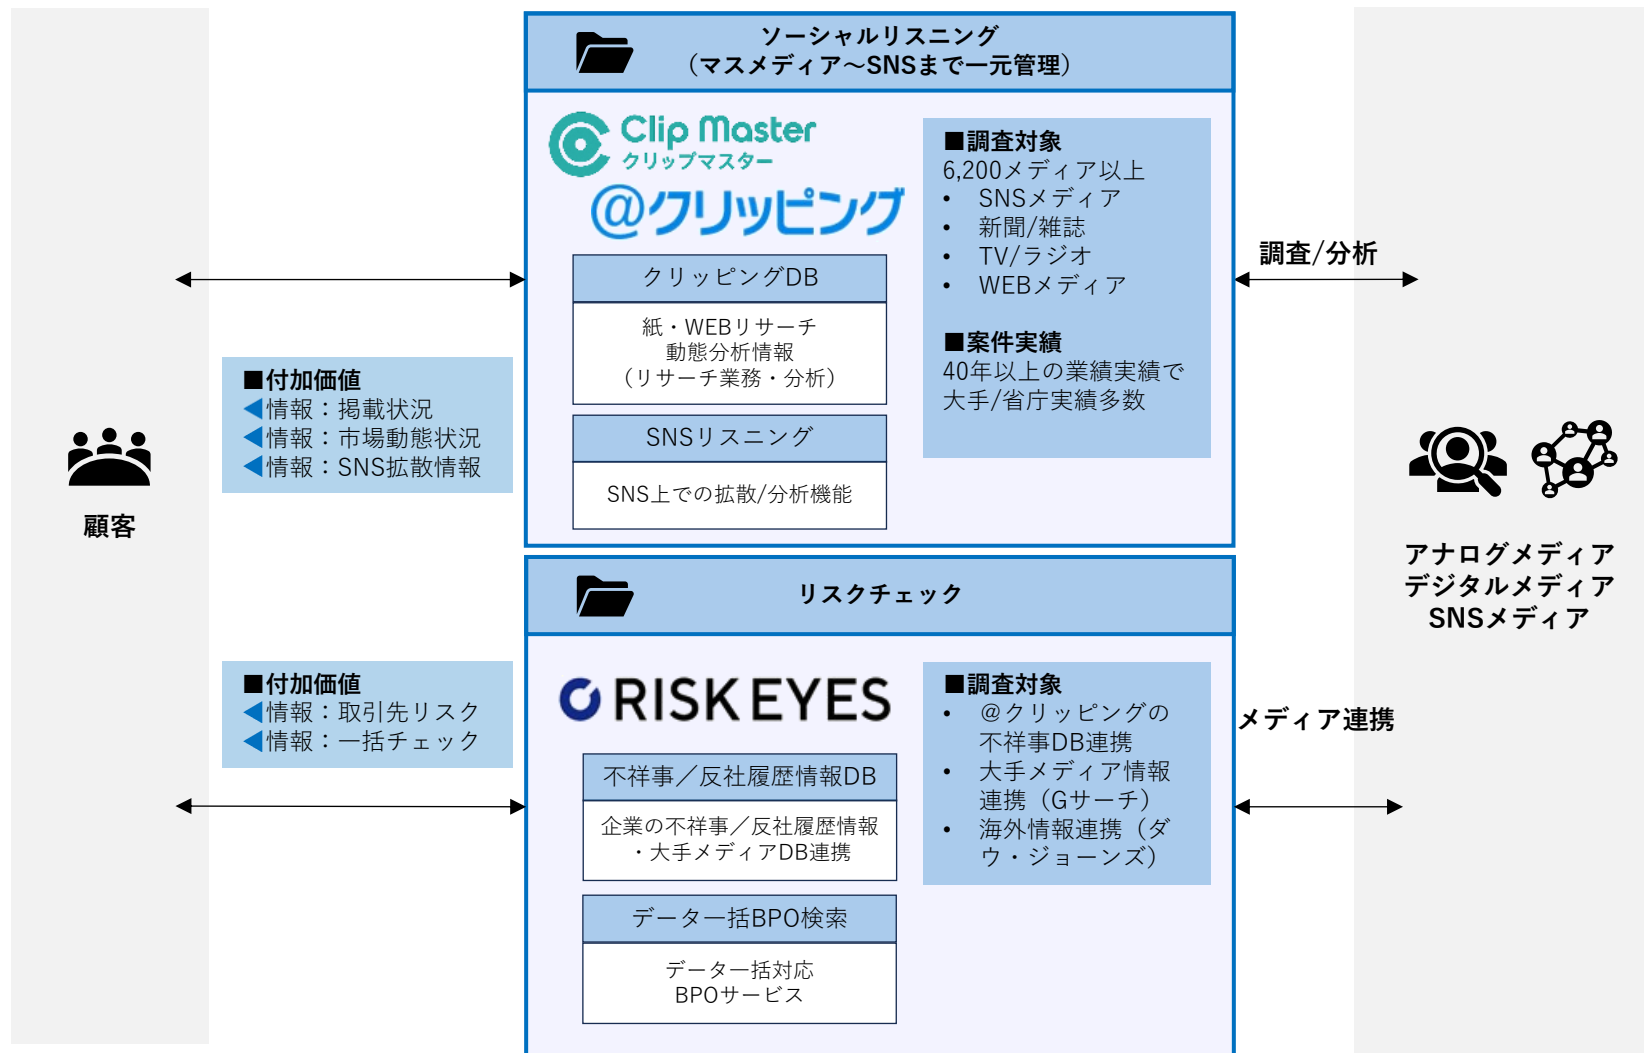 ソーシャルリスニング
（マスメディア～SNSまで一元管理）
Clip Master
クリップマスター
@クリッピング
クリッピングDB
紙・WEBリサーチ
動態分析情報
（リサーチ業務・分析）
SNSリスニング
SNS上での拡散/分析機能
■調査対象
6,200メディア以上
• SNSメディア
• 新聞/雑誌
• TV/ラジオ
• WEBメディア
■案件実績
40年以上の業績実績で
大手/省庁実績多数
調査/分析
■付加価値
◀情報：掲載状況
◀情報：市場動態状況
◀情報：SNS拡散情報
顧客
アナログメディア
デジタルメディア
SNSメディア
リスクチェック
RISK EYES
不祥事／反社履歴情報DB
企業の不祥事／反社履歴情報
・大手メディアDB連携
データ一括BPO検索
データ一括対応
BPOサービス
■調査対象
• @クリッピングの
不祥事DB連携
• 大手メディア情報
連携（Gサーチ）
• 海外情報連携（ダ
ウ・ジョーンズ）
メディア連携
■付加価値
◀情報：取引先リスク
◀情報：一括チェック